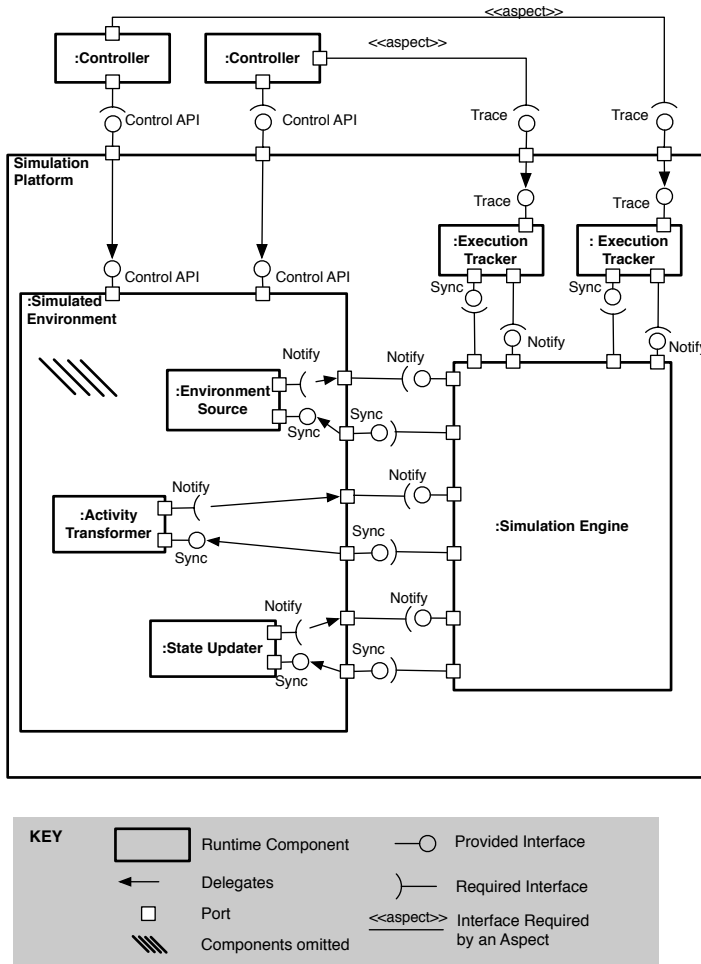 <<aspect>>
:Controller
:Controller
<<aspect>>
Control API
Control API
Trace
Trace
Simulation
Platform
Trace
Trace
:Execution
Tracker
: Execution
Tracker
Control API
Control API
Sync
Sync
:Simulated
Environment
Notify
Notify
Notify
Notify
:Environment
Source
Sync
Sync
Notify
Notify
:Activity
Transformer
:Simulation Engine
Sync
Sync
Notify
Notify
:State Updater
Sync
Sync
KEY
Runtime Component
Provided Interface
Delegates
Required Interface
Port
<<aspect>>
Interface Required
by an Aspect
Components omitted